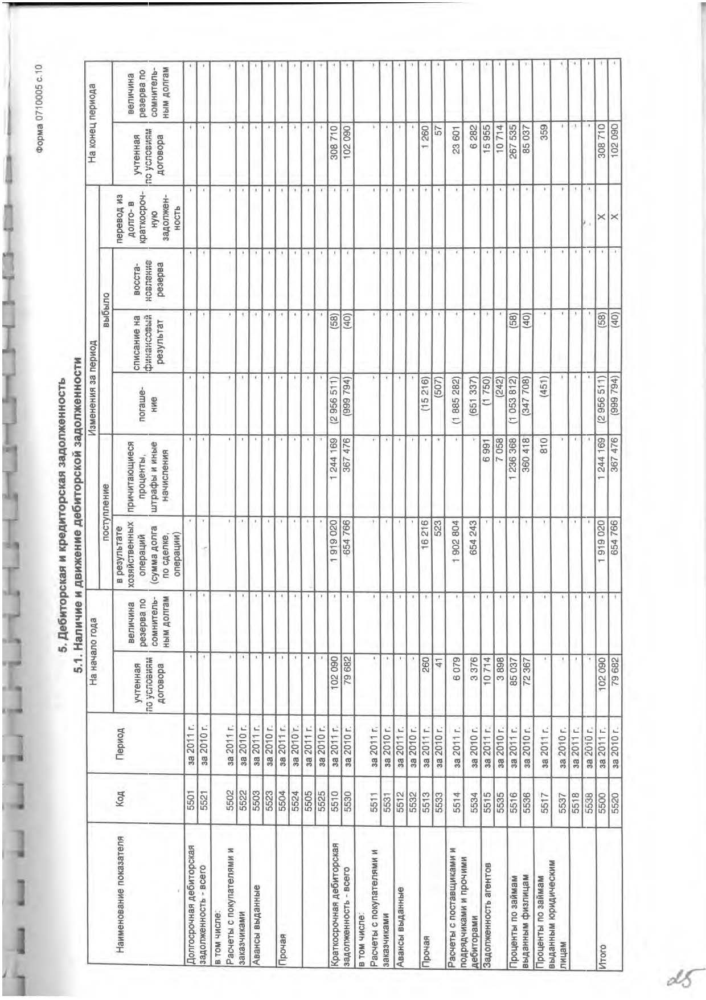 Форма 0710005 с.10
5. Дебиторская и кредиторская задолженность
5.1. Наличие и движение дебиторской задолженности
Наименование показателя | Код | Период | На начало года | Изменения за период | На конец периода
поступление | выбыло | перевод из долго- в краткосроч-ную задолжен-ность
учтенная по условиям договора | величина резерва по сомнитель-ным долгам | в результате хозяйственных операций (сумма долга по сделке, операции) | причитающиеся проценты, штрафы и иные начисления | погаше-ние | списание на финансовый результат | восста-новление резерва | учтенная по условиям договора | величина резерва по сомнитель-ным долгам
Долгосрочная дебиторская задолженность - всего | 5501 | за 2011 г. | - | - | - | - | - | - | - | - | - | -
5521 | за 2010 г. | - | - | - | - | - | - | - | - | - | -
в том числе:
Расчеты с покупателями и заказчиками | 5502 | за 2011 г. | - | - | - | - | - | - | - | - | - | -
5522 | за 2010 г. | - | - | - | - | - | - | - | - | - | -
Авансы выданные | 5503 | за 2011 г. | - | - | - | - | - | - | - | - | - | -
5523 | за 2010 г. | - | - | - | - | - | - | - | - | - | -
Прочая | 5504 | за 2011 г. | - | - | - | - | - | - | - | - | - | -
5524 | за 2010 г. | - | - | - | - | - | - | - | - | - | -
5505 | за 2011 г. | - | - | - | - | - | - | - | - | - | -
5525 | за 2010 г. | - | - | - | - | - | - | - | - | - | -
Краткосрочная дебиторская задолженность - всего | 5510 | за 2011 г. | 102 090 | - | 1 919 020 | 1 244 169 | (2 956 511) | (58) | - | - | 308 710 | -
5530 | за 2010 г. | 79 682 | - | 654 766 | 367 476 | (999 794) | (40) | - | - | 102 090 | -
в том числе:
Расчеты с покупателями и заказчиками | 5511 | за 2011 г. | - | - | - | - | - | - | - | - | - | -
5531 | за 2010 г. | - | - | - | - | - | - | - | - | - | -
Авансы выданные | 5512 | за 2011 г. | - | - | - | - | - | - | - | - | - | -
5532 | за 2010 г. | - | - | - | - | - | - | - | - | - | -
Прочая | 5513 | за 2011 г. | 260 | - | 16 216 | - | (15 216) | - | - | - | 1 260 | -
5533 | за 2010 г. | 41 | - | 523 | - | (507) | - | - | - | 57 | -
Расчеты с поставщиками и подрядчиками и прочими дебиторами | 5514 | за 2011 г. | 6 079 | - | 1 902 804 | - | (1 885 282) | - | - | - | 23 601 | -
5534 | за 2010 г. | 3 376 | - | 654 243 | - | (651 337) | - | - | - | 6 282 | -
Задолженность агентов | 5515 | за 2011 г. | 10 714 | - | - | 6 991 | (1 750) | - | - | - | 15 955 | -
5535 | за 2010 г. | 3 898 | - | - | 7 058 | (242) | - | - | - | 10 714 | -
Проценты по займам выданным физлицам | 5516 | за 2011 г. | 85 037 | - | - | 1 236 368 | (1 053 812) | (58) | - | - | 267 535 | -
5536 | за 2010 г. | 72 367 | - | - | 360 418 | (347 708) | (40) | - | - | 85 037 | -
Проценты по займам выданным юридическим лицам | 5517 | за 2011 г. | - | - | - | 810 | (451) | - | - | - | 359 | -
5537 | за 2010 г. | - | - | - | - | - | - | - | - | - | -
5518 | за 2011 г. | - | - | - | - | - | - | - | - | - | -
5538 | за 2010 г. | - | - | - | - | - | - | - | - | - | -
Итого | 5500 | за 2011 г. | 102 090 | - | 1 919 020 | 1 244 169 | (2 956 511) | (58) | - | Х | 308 710 | -
5520 | за 2010 г. | 79 682 | - | 654 766 | 367 476 | (999 794) | (40) | - | Х | 102 090 | -
25